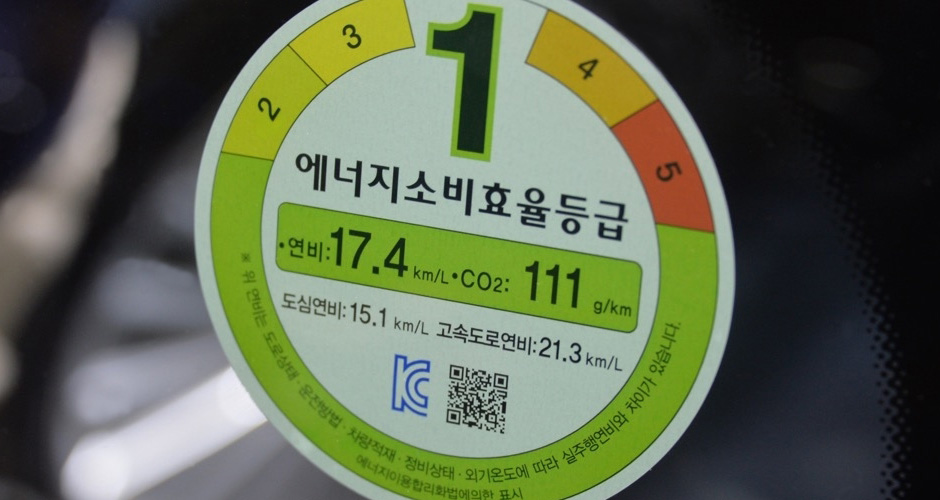 1
2
3
4
5
에너지소비효율등급
•연비:17.4 km/L•CO2: 111 g/km
도심연비:15.1 km/L 고속도로연비:21.3 km/L
KC
※ 위 연비는 도로상태 · 운전방법 · 차량적재 · 정비상태 · 외기온도에 따라 실주행연비와 차이가 있습니다.
에너지이용합리화법에의한 표시